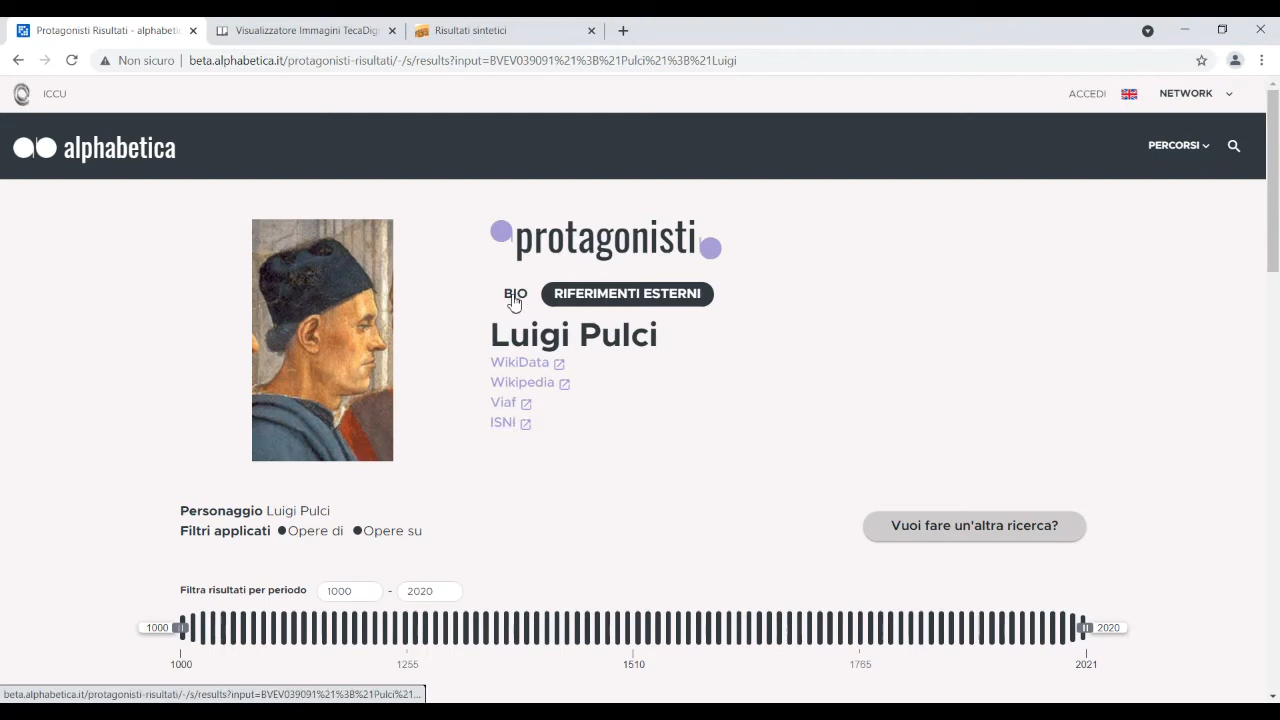 Protagonisti Risultati - alphabetic
Visualizzatore Immagini TecaDig
Risultati sintetici
Non sicuro | beta.alphabetica.it/protagonisti-risultati/-/s/results?input=BVEV039091%21%3B%21Pulci%21%3B%21Luigi
ICCU
ACCEDI
NETWORK
alphabetica
PERCORSI
protagonisti
BIO
RIFERIMENTI ESTERNI
Luigi Pulci
WikiData
Wikipedia
Viaf
ISNI
Personaggio Luigi Pulci
Filtri applicati Opere di Opere su
Vuoi fare un'altra ricerca?
Filtra risultati per periodo 1000 - 2020
1000
2020
1000 1255 1510 1765 2021
beta.alphabetica.it/protagonisti-risultati/-/s/results?input=BVEV039091%21%3B%21Pulci%21...